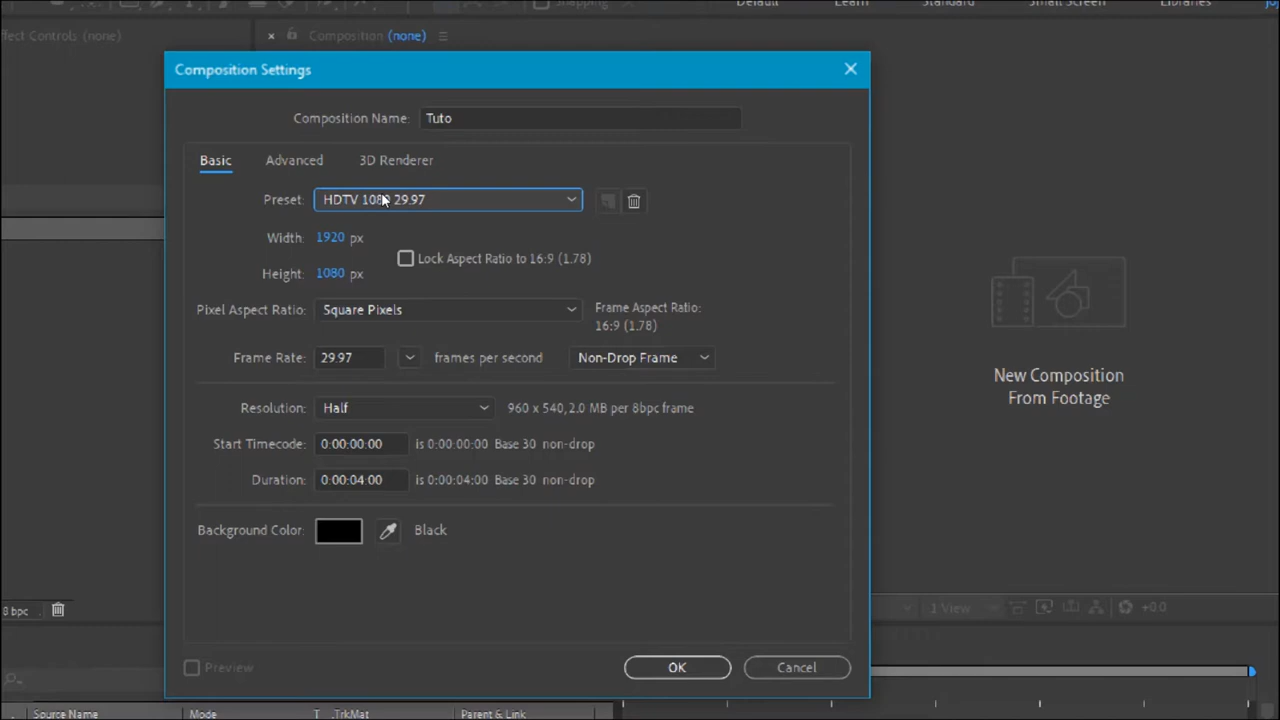 Default Learn Standard Small Screen Libraries
ffect Controls (none)
Composition (none)
Composition Settings
Composition Name: Tuto
Basic Advanced 3D Renderer
Preset: HDTV 1080 29.97
Width: 1920 px
Lock Aspect Ratio to 16:9 (1.78)
Height: 1080 px
Pixel Aspect Ratio: Square Pixels
Frame Aspect Ratio:
16:9 (1.78)
Frame Rate: 29.97 frames per second Non-Drop Frame
Resolution: Half 960 x 540, 2.0 MB per 8bpc frame
Start Timecode: 0:00:00:00 is 0:00:00:00 Base 30 non-drop
Duration: 0:00:04:00 is 0:00:04:00 Base 30 non-drop
Background Color: Black
New Composition
From Footage
8 bpc
1 View +0.0
Preview OK Cancel
Source Name Mode T .TrkMat Parent & Link